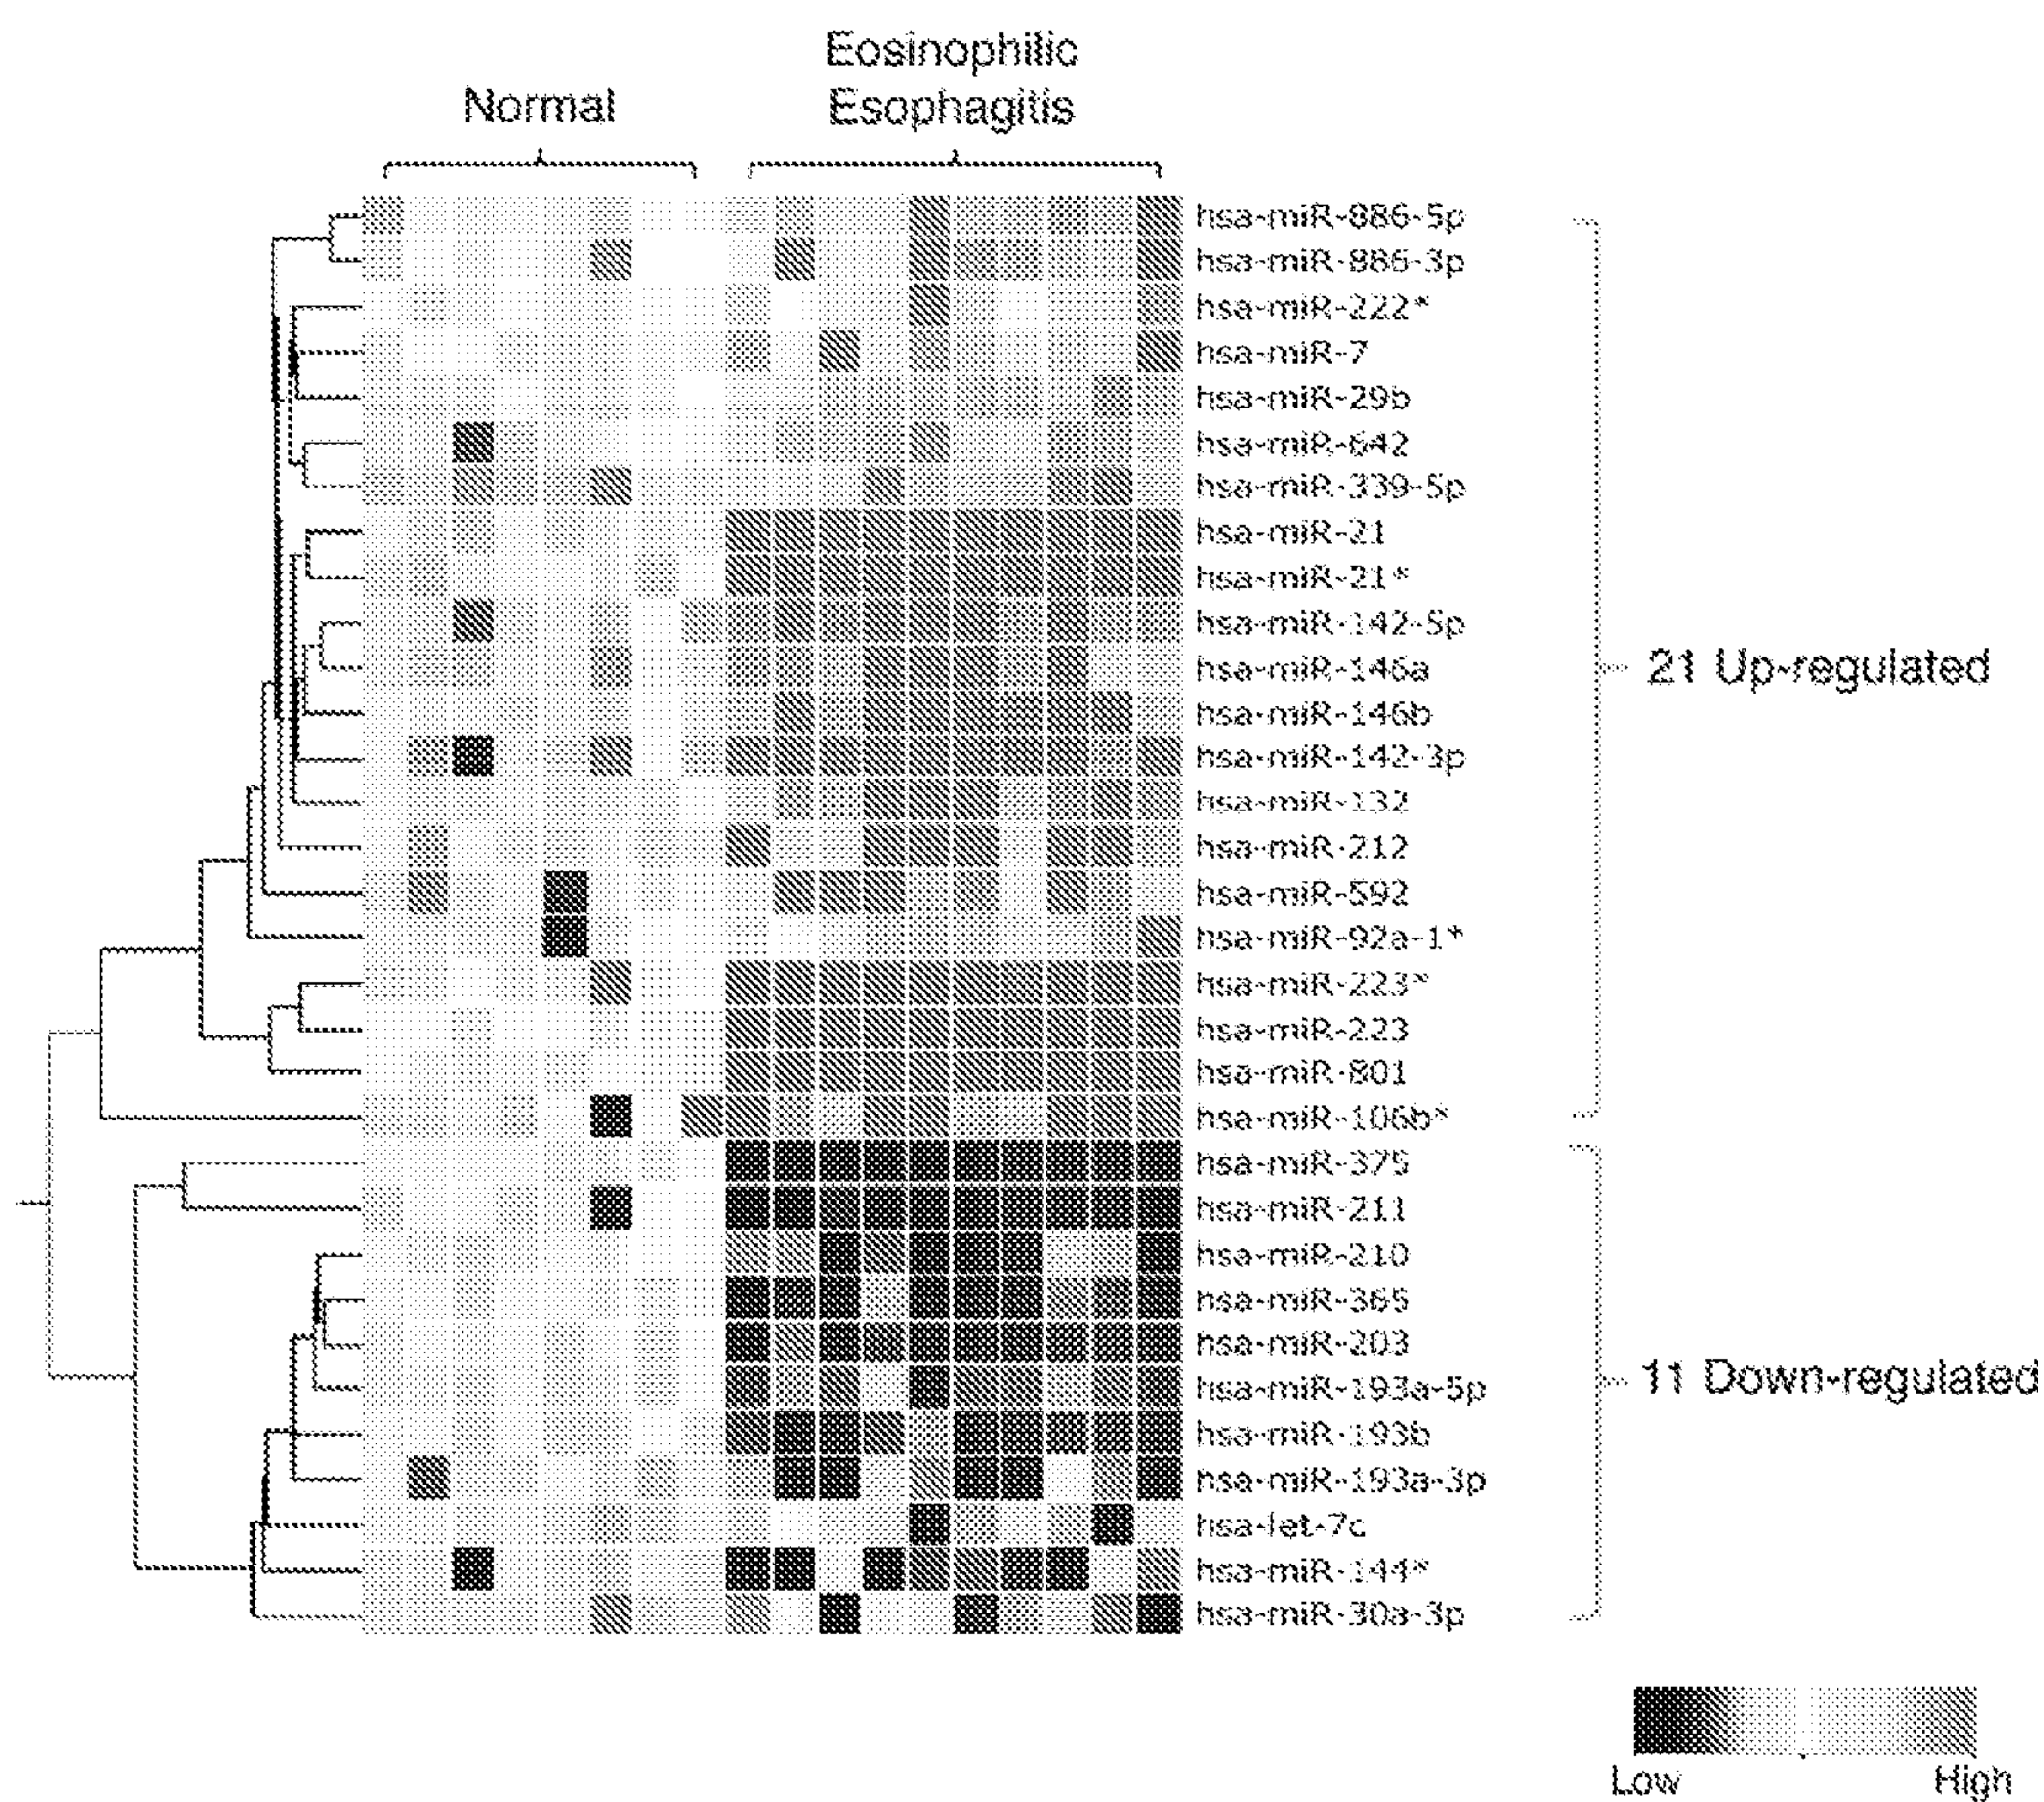 Eosinophilic
Esophagitis
Normal
hsa-miR-886-5p
hsa-miR-886-3p
hsa-miR-222*
hsa-miR-7
hsa-miR-29b
hsa-miR-642
hsa-miR-339-5p
hsa-miR-21
hsa-miR-21*
hsa-miR-142-5p
hsa-miR-146a
hsa-miR-146b
hsa-miR-142-3p
hsa-miR-132
hsa-miR-212
hsa-miR-592
hsa-miR-92a-1*
hsa-miR-223*
hsa-miR-223
hsa-miR-801
hsa-miR-106b*
21 Up-regulated
hsa-miR-375
hsa-miR-211
hsa-miR-210
hsa-miR-365
hsa-miR-203
hsa-miR-193a-5p
hsa-miR-193b
hsa-miR-193a-3p
hsa-let-7c
hsa-miR-144*
hsa-miR-30a-3p
11 Down-regulated
Low High